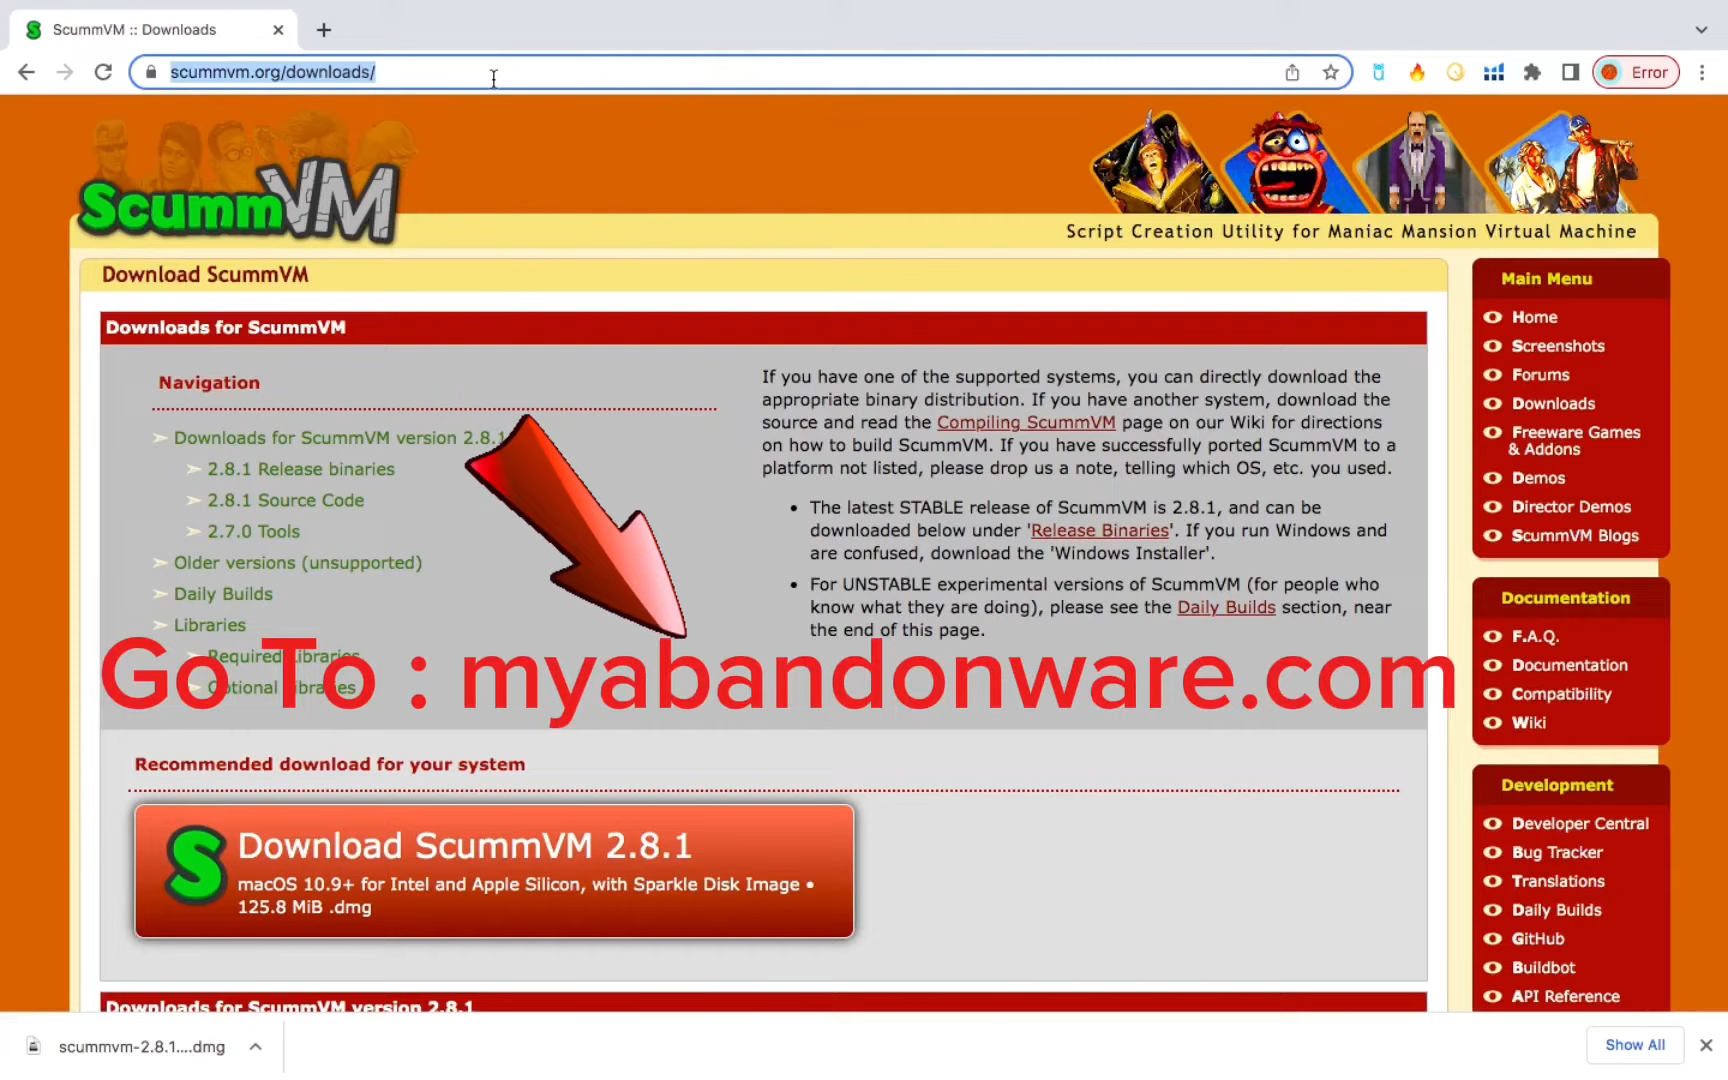 ScummVM :: Downloads
scummvm.org/downloads/
Error
ScummVM
Script Creation Utility for Maniac Mansion Virtual Machine
Download ScummVM
Downloads for ScummVM
Navigation
Downloads for ScummVM version 2.8.1
2.8.1 Release binaries
2.8.1 Source Code
2.7.0 Tools
Older versions (unsupported)
Daily Builds
Libraries
Required Libraries
Optional Libraries
If you have one of the supported systems, you can directly download the
appropriate binary distribution. If you have another system, download the
source and read the Compiling ScummVM page on our Wiki for directions
on how to build ScummVM. If you have successfully ported ScummVM to a
platform not listed, please drop us a note, telling which OS, etc. you used.
• The latest STABLE release of ScummVM is 2.8.1, and can be
downloaded below under 'Release Binaries'. If you run Windows and
are confused, download the 'Windows Installer'.
• For UNSTABLE experimental versions of ScummVM (for people who
know what they are doing), please see the Daily Builds section, near
the end of this page.
Go To : myabandonware.com
Recommended download for your system
Download ScummVM 2.8.1
macOS 10.9+ for Intel and Apple Silicon, with Sparkle Disk Image •
125.8 MiB .dmg
Downloads for ScummVM version 2.8.1
Main Menu
Home
Screenshots
Forums
Downloads
Freeware Games
& Addons
Demos
Director Demos
ScummVM Blogs
Documentation
F.A.Q.
Documentation
Compatibility
Wiki
Development
Developer Central
Bug Tracker
Translations
Daily Builds
GitHub
Buildbot
API Reference
scummvm-2.8.1....dmg
Show All